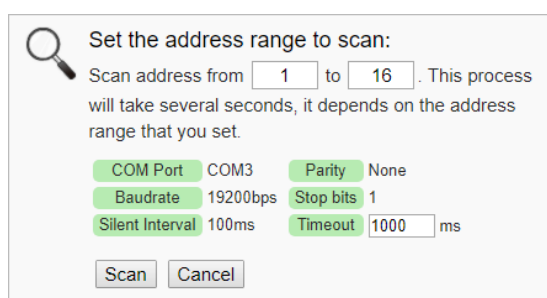 Set the address range to scan:
Scan address from 1 to 16 . This process
will take several seconds, it depends on the address
range that you set.
COM Port COM3 Parity None
Baudrate 19200bps Stop bits 1
Silent Interval 100ms Timeout 1000 ms
Scan Cancel